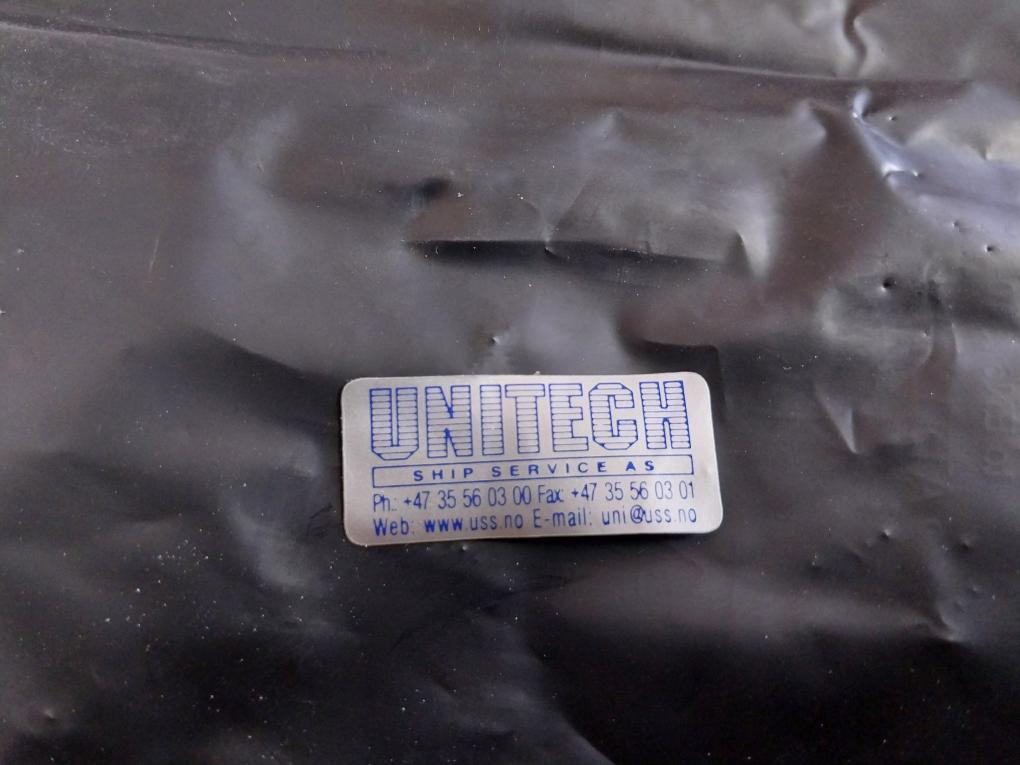 UNITECH
SHIP SERVICE AS
Ph.: +47 35 56 03 00 Fax: +47 35 56 03 01
Web: www.uss.no E-mail: uni@uss.no